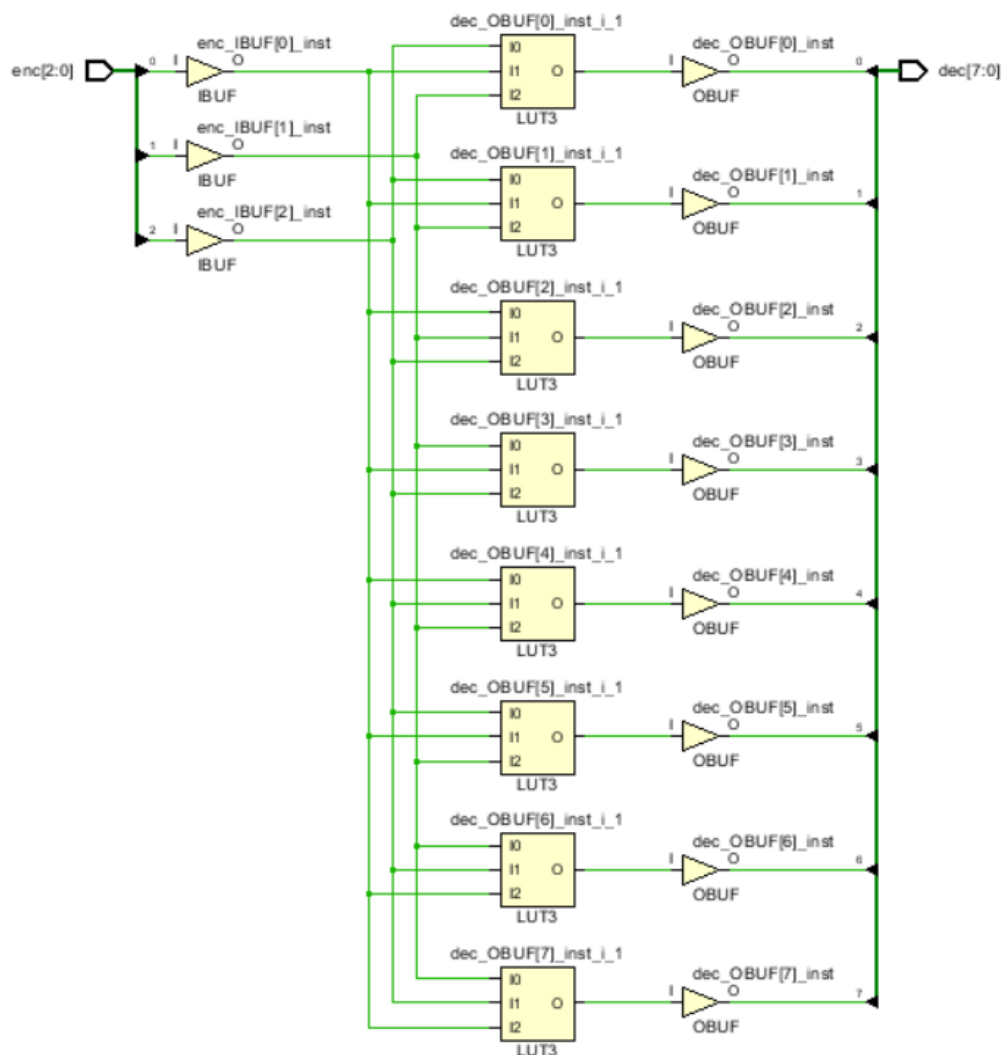 enc[2:0]
0 I enc_IBUF[0]_inst O
IBUF
1 I enc_IBUF[1]_inst O
IBUF
2 I enc_IBUF[2]_inst O
IBUF
dec_OBUF[0]_inst_i_1
I0
I1 O
I2
LUT3
dec_OBUF[0]_inst
I O 0
OBUF
dec[7:0]
dec_OBUF[1]_inst_i_1
I0
I1 O
I2
LUT3
dec_OBUF[1]_inst
I O 1
OBUF
dec_OBUF[2]_inst_i_1
I0
I1 O
I2
LUT3
dec_OBUF[2]_inst
I O 2
OBUF
dec_OBUF[3]_inst_i_1
I0
I1 O
I2
LUT3
dec_OBUF[3]_inst
I O 3
OBUF
dec_OBUF[4]_inst_i_1
I0
I1 O
I2
LUT3
dec_OBUF[4]_inst
I O 4
OBUF
dec_OBUF[5]_inst_i_1
I0
I1 O
I2
LUT3
dec_OBUF[5]_inst
I O 5
OBUF
dec_OBUF[6]_inst_i_1
I0
I1 O
I2
LUT3
dec_OBUF[6]_inst
I O 6
OBUF
dec_OBUF[7]_inst_i_1
I0
I1 O
I2
LUT3
dec_OBUF[7]_inst
I O 7
OBUF